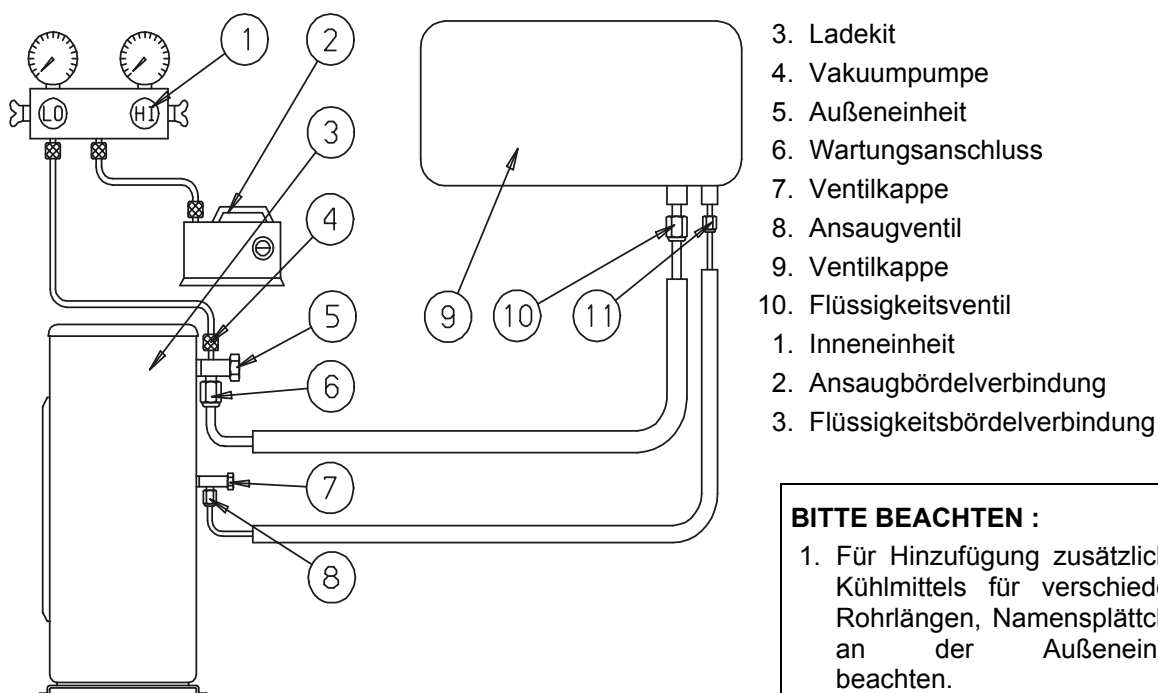 1
2
LO
HI
3
4
5
6
7
8
9
10
11
3. Ladekit
4. Vakuumpumpe
5. Außeneinheit
6. Wartungsanschluss
7. Ventilkappe
8. Ansaugventil
9. Ventilkappe
10. Flüssigkeitsventil
1. Inneneinheit
2. Ansaugbördelverbindung
3. Flüssigkeitsbördelverbindung
BITTE BEACHTEN :
1. Für Hinzufügung zusätzlich
Kühlmittels für verschiede
Rohrlängen, Namensplättc
an der Außenein
beachten.